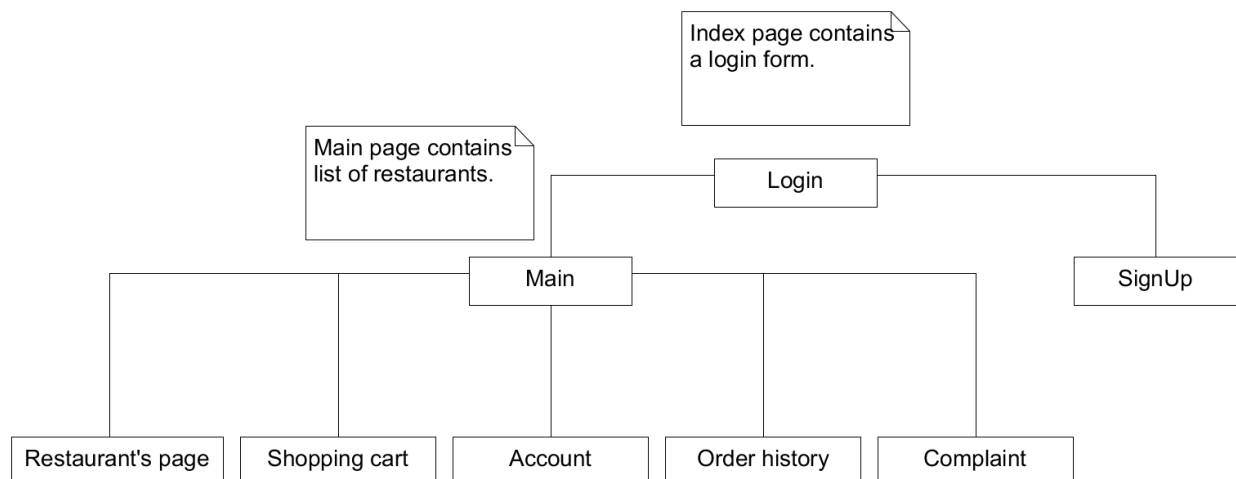 Index page contains
a login form.
Main page contains
list of restaurants.
Login
Main
SignUp
Restaurant's page
Shopping cart
Account
Order history
Complaint